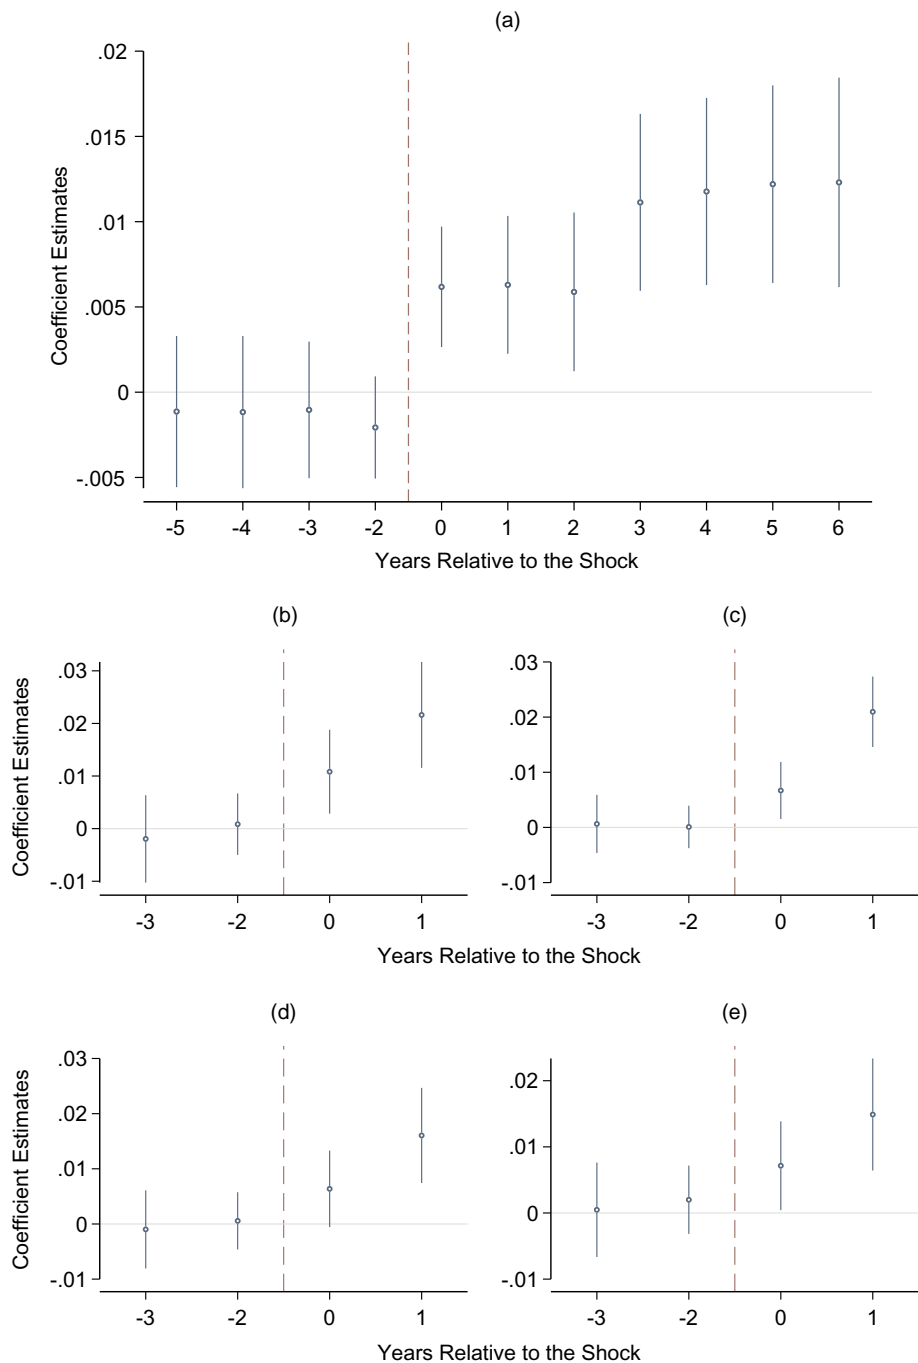 (a)
Coefficient Estimates
.02
.015
.01
.005
0
-.005
-5 -4 -3 -2 0 1 2 3 4 5 6
Years Relative to the Shock
(b)
Coefficient Estimates
.03
.02
.01
0
-.01
-3 -2 0 1
(c)
.03
.02
.01
0
-.01
-3 -2 0 1
Years Relative to the Shock
(d)
Coefficient Estimates
.03
.02
.01
0
-.01
-3 -2 0 1
(e)
.02
.01
0
-.01
-3 -2 0 1
Years Relative to the Shock